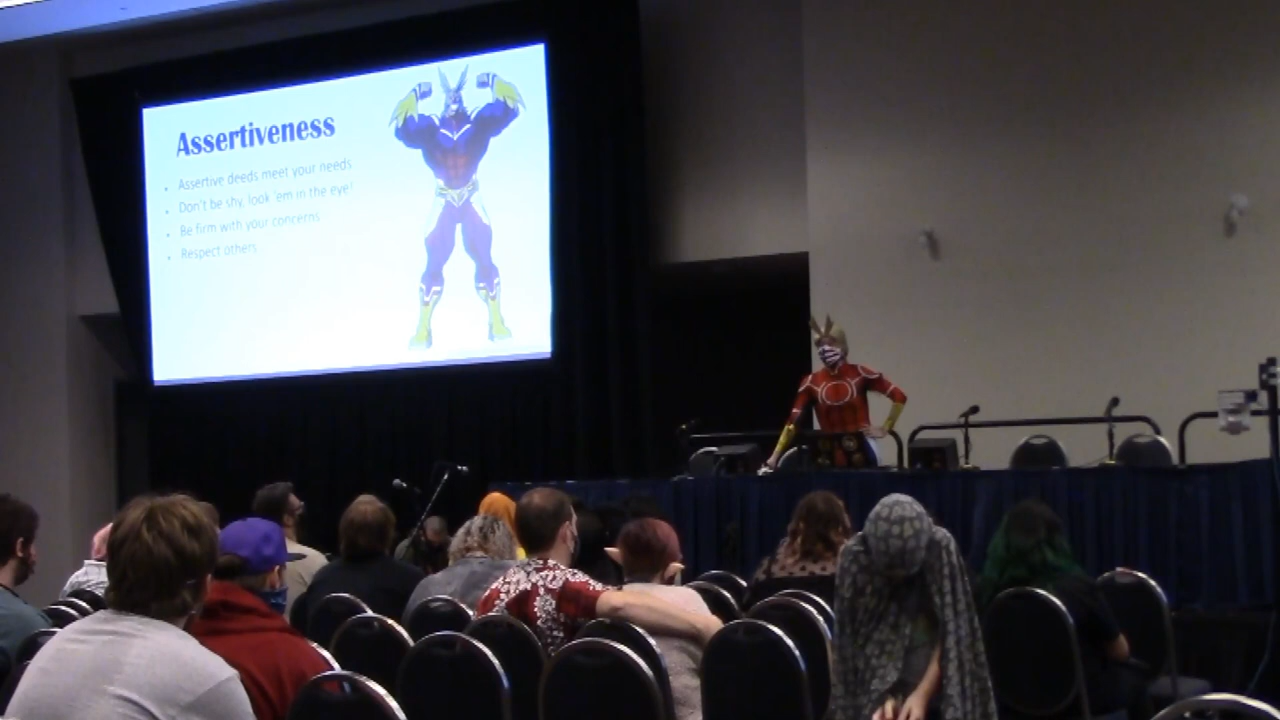 Assertiveness
Assertive deeds meet your needs
Don't be shy, look 'em in the eye!
Be firm with your concerns
Respect others